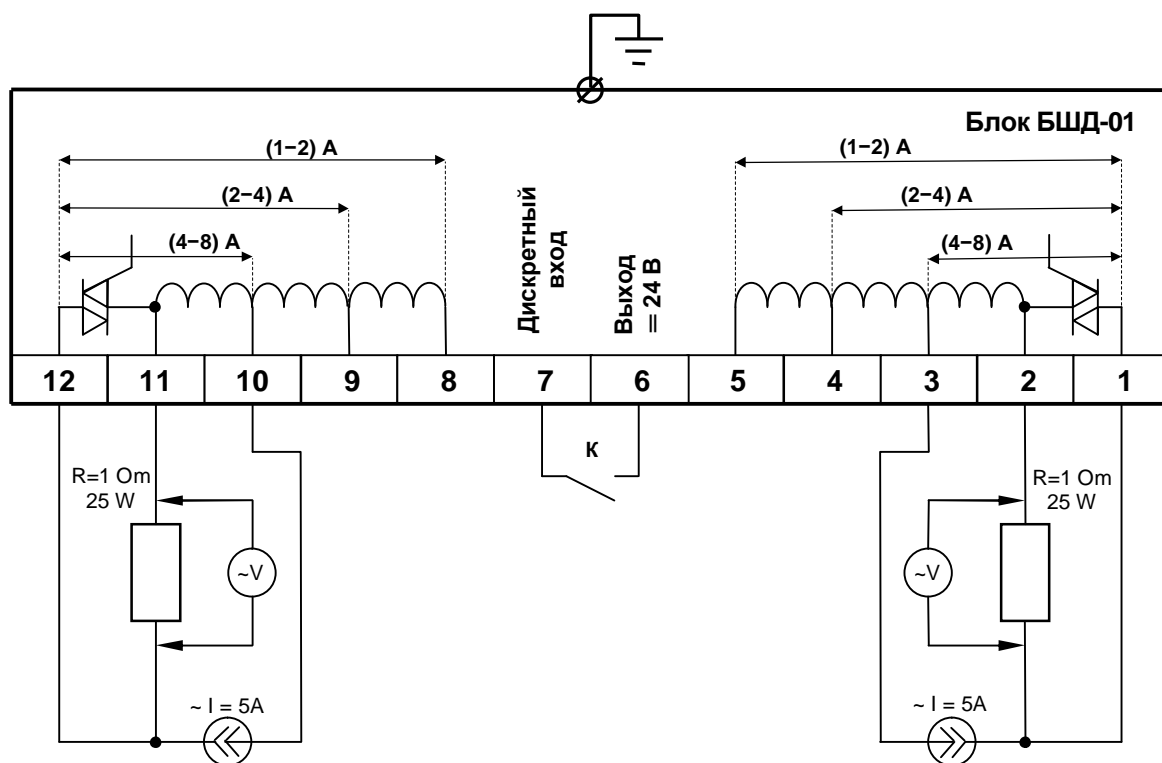 Блок БШД-01
(1−2) А
(1−2) А
(2−4) А
(2−4) А
(4−8) А
(4−8) А
Дискретный
вход
Выход
= 24 В
12 11 10 9 8 7 6 5 4 3 2 1
К
R=1 Om
25 W
R=1 Om
25 W
~V
~V
~ I = 5A
~ I = 5A